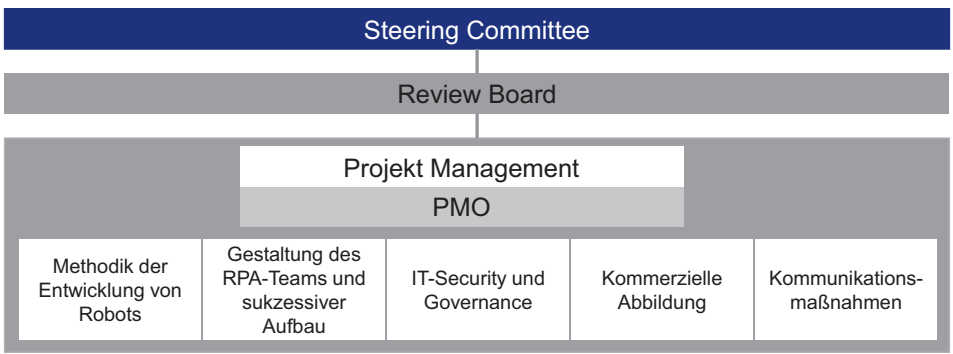 Steering Committee
Review Board
Projekt Management
PMO
Methodik der
Entwicklung von
Robots
Gestaltung des
RPA-Teams und
sukzessiver
Aufbau
IT-Security und
Governance
Kommerzielle
Abbildung
Kommunikations-
maßnahmen